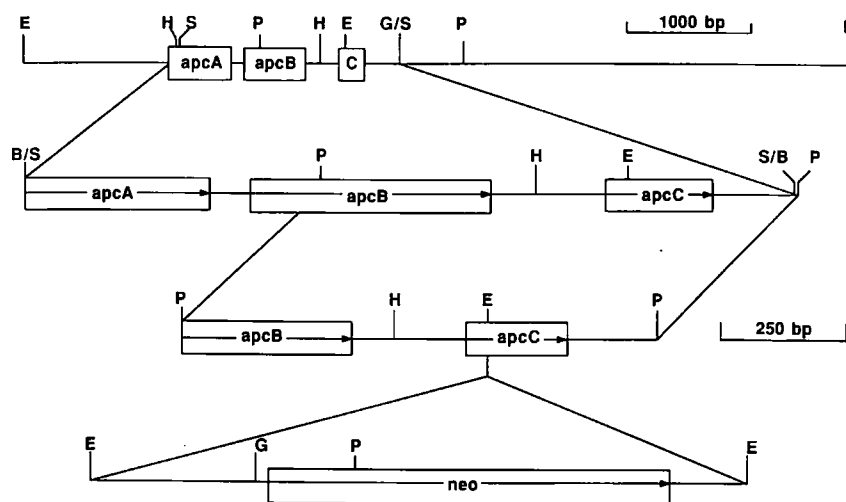 E H S P H E G/S P 1000 bp
apcA apcB C
B/S P H E S/B P
apcA apcB apcC
P H E P
apcB apcC 250 bp
E G P E
neo